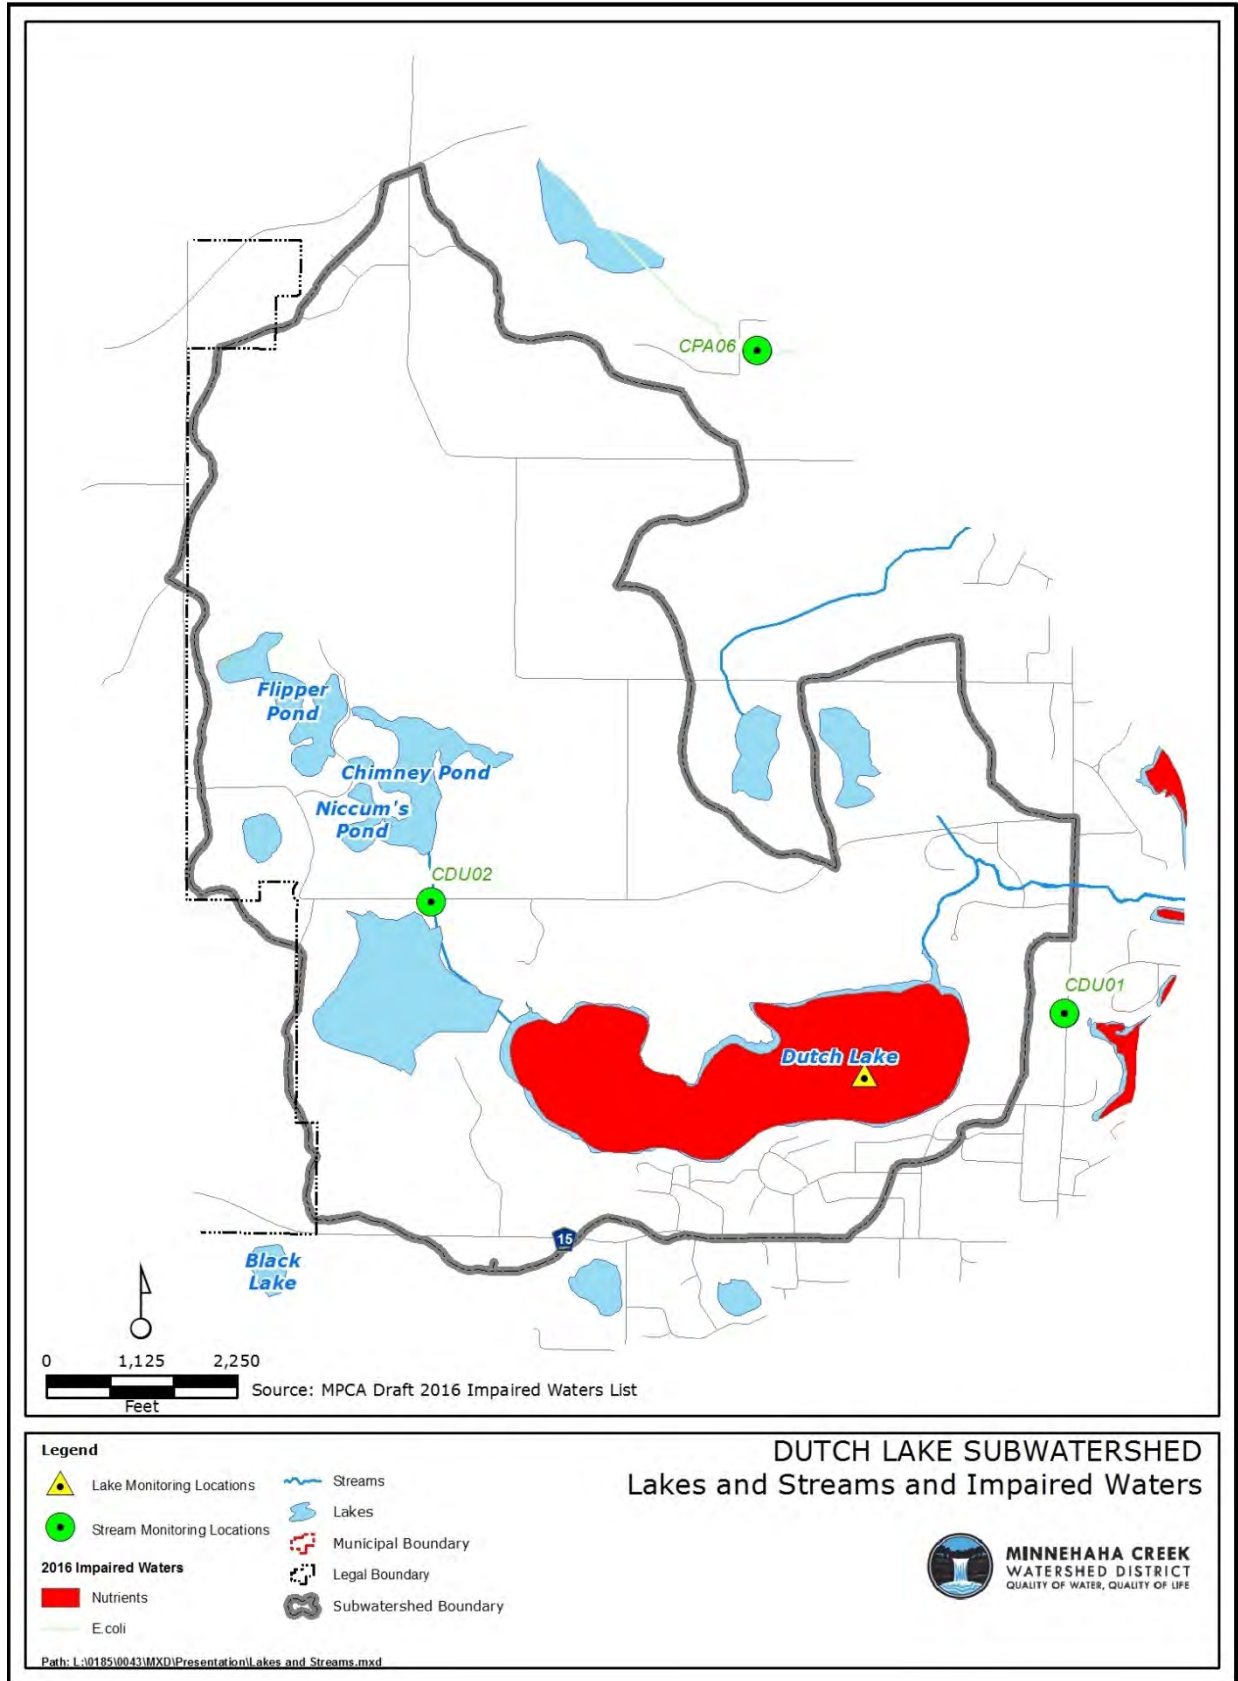 CPA06
Flipper
Pond
Chimney Pond
Niccum's
Pond
CDU02
CDU01
Dutch Lake
15
Black
Lake
0 1,125 2,250
Feet
Source: MPCA Draft 2016 Impaired Waters List
Legend
Lake Monitoring Locations
Stream Monitoring Locations
2016 Impaired Waters
Nutrients
E.coli
Streams
Lakes
Municipal Boundary
Legal Boundary
Subwatershed Boundary
Path: L:\0185\0043\MXD\Presentation\Lakes and Streams.mxd
DUTCH LAKE SUBWATERSHED
Lakes and Streams and Impaired Waters
MINNEHAHA CREEK
WATERSHED DISTRICT
QUALITY OF WATER, QUALITY OF LIFE